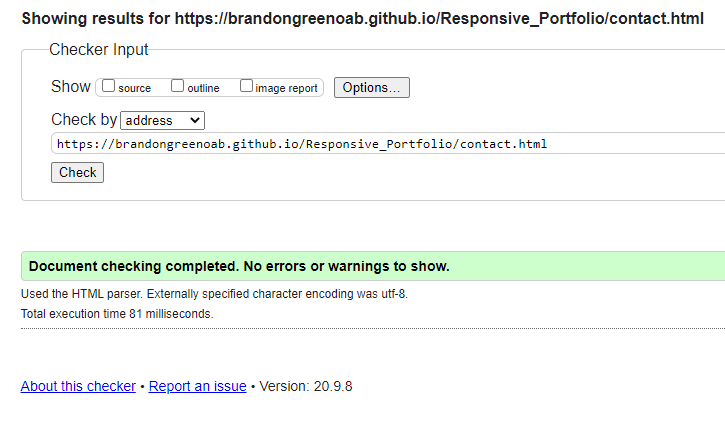 Showing results for https://brandongreenoab.github.io/Responsive_Portfolio/contact.html
Checker Input
Show source outline image report Options...
Check by address
https://brandongreenoab.github.io/Responsive_Portfolio/contact.html
Check
Document checking completed. No errors or warnings to show.
Used the HTML parser. Externally specified character encoding was utf-8.
Total execution time 81 milliseconds.
About this checker • Report an issue • Version: 20.9.8